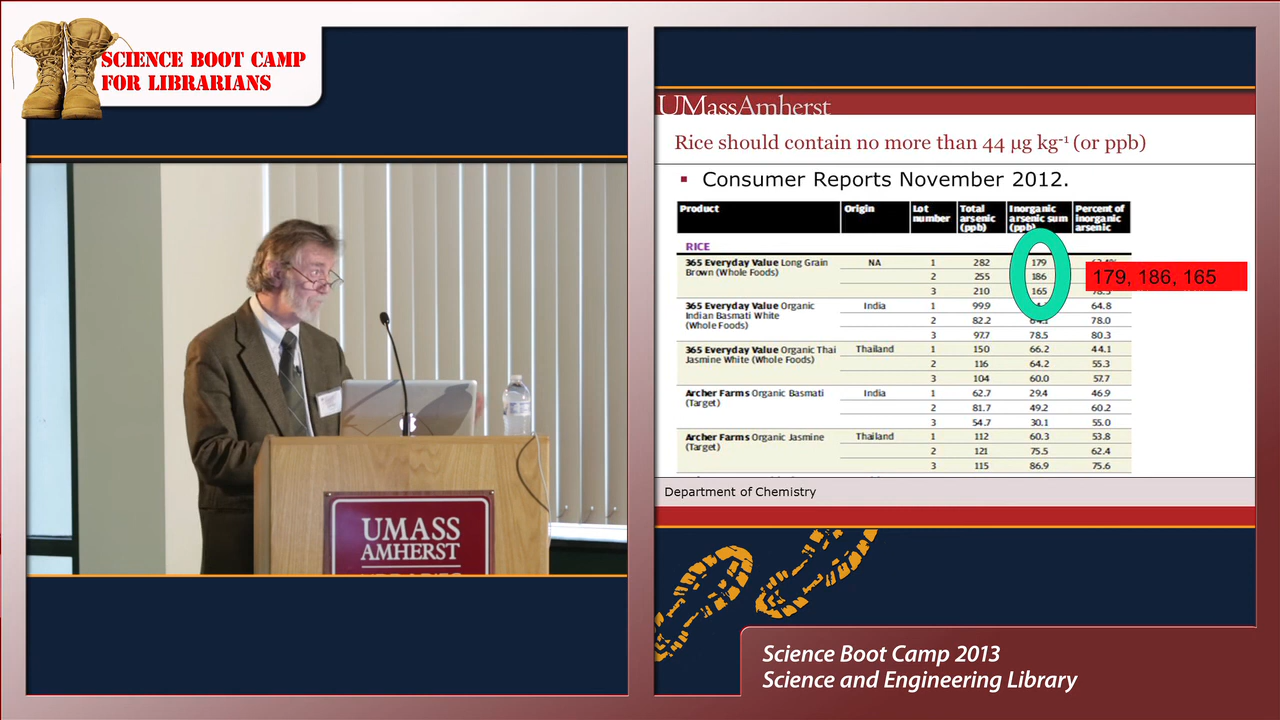 SCIENCE BOOT CAMP
FOR LIBRARIANS
UMASS
AMHERST
UMassAmherst
Rice should contain no more than 44 µg kg-1 (or ppb)
Consumer Reports November 2012.
Product Origin Lot number Total arsenic (ppb) Inorganic arsenic sum (ppb) Percent of inorganic arsenic
RICE
365 Everyday Value Long Grain NA 1 282 179
Brown (Whole Foods) 2 255 186
3 210 165
179, 186, 165
365 Everyday Value Organic India 1 99.9 64.8
Indian Basmati White 2 82.2 78.0
(Whole Foods) 3 97.7 78.5 80.3
365 Everyday Value Organic Thai Thailand 1 150 66.2 44.1
Jasmine White (Whole Foods) 2 116 64.2 55.3
3 104 60.0 57.7
Archer Farms Organic Basmati India 1 62.7 29.4 46.9
(Target) 2 81.7 49.2 60.2
3 54.7 30.1 55.0
Archer Farms Organic Jasmine Thailand 1 112 60.3 53.8
(Target) 2 121 75.5 62.4
3 115 86.9 75.6
Department of Chemistry
Science Boot Camp 2013
Science and Engineering Library